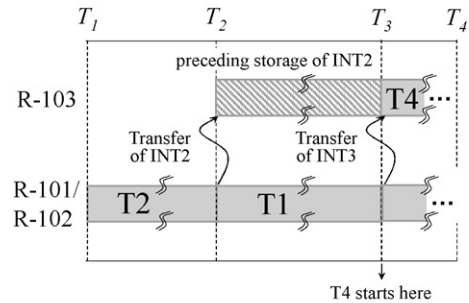 T1 T2 T3 T4
preceding storage of INT2
R-103 T4 ...
Transfer Transfer
of INT2 of INT3
R-101/
R-102 T2 T1 ...
T4 starts here